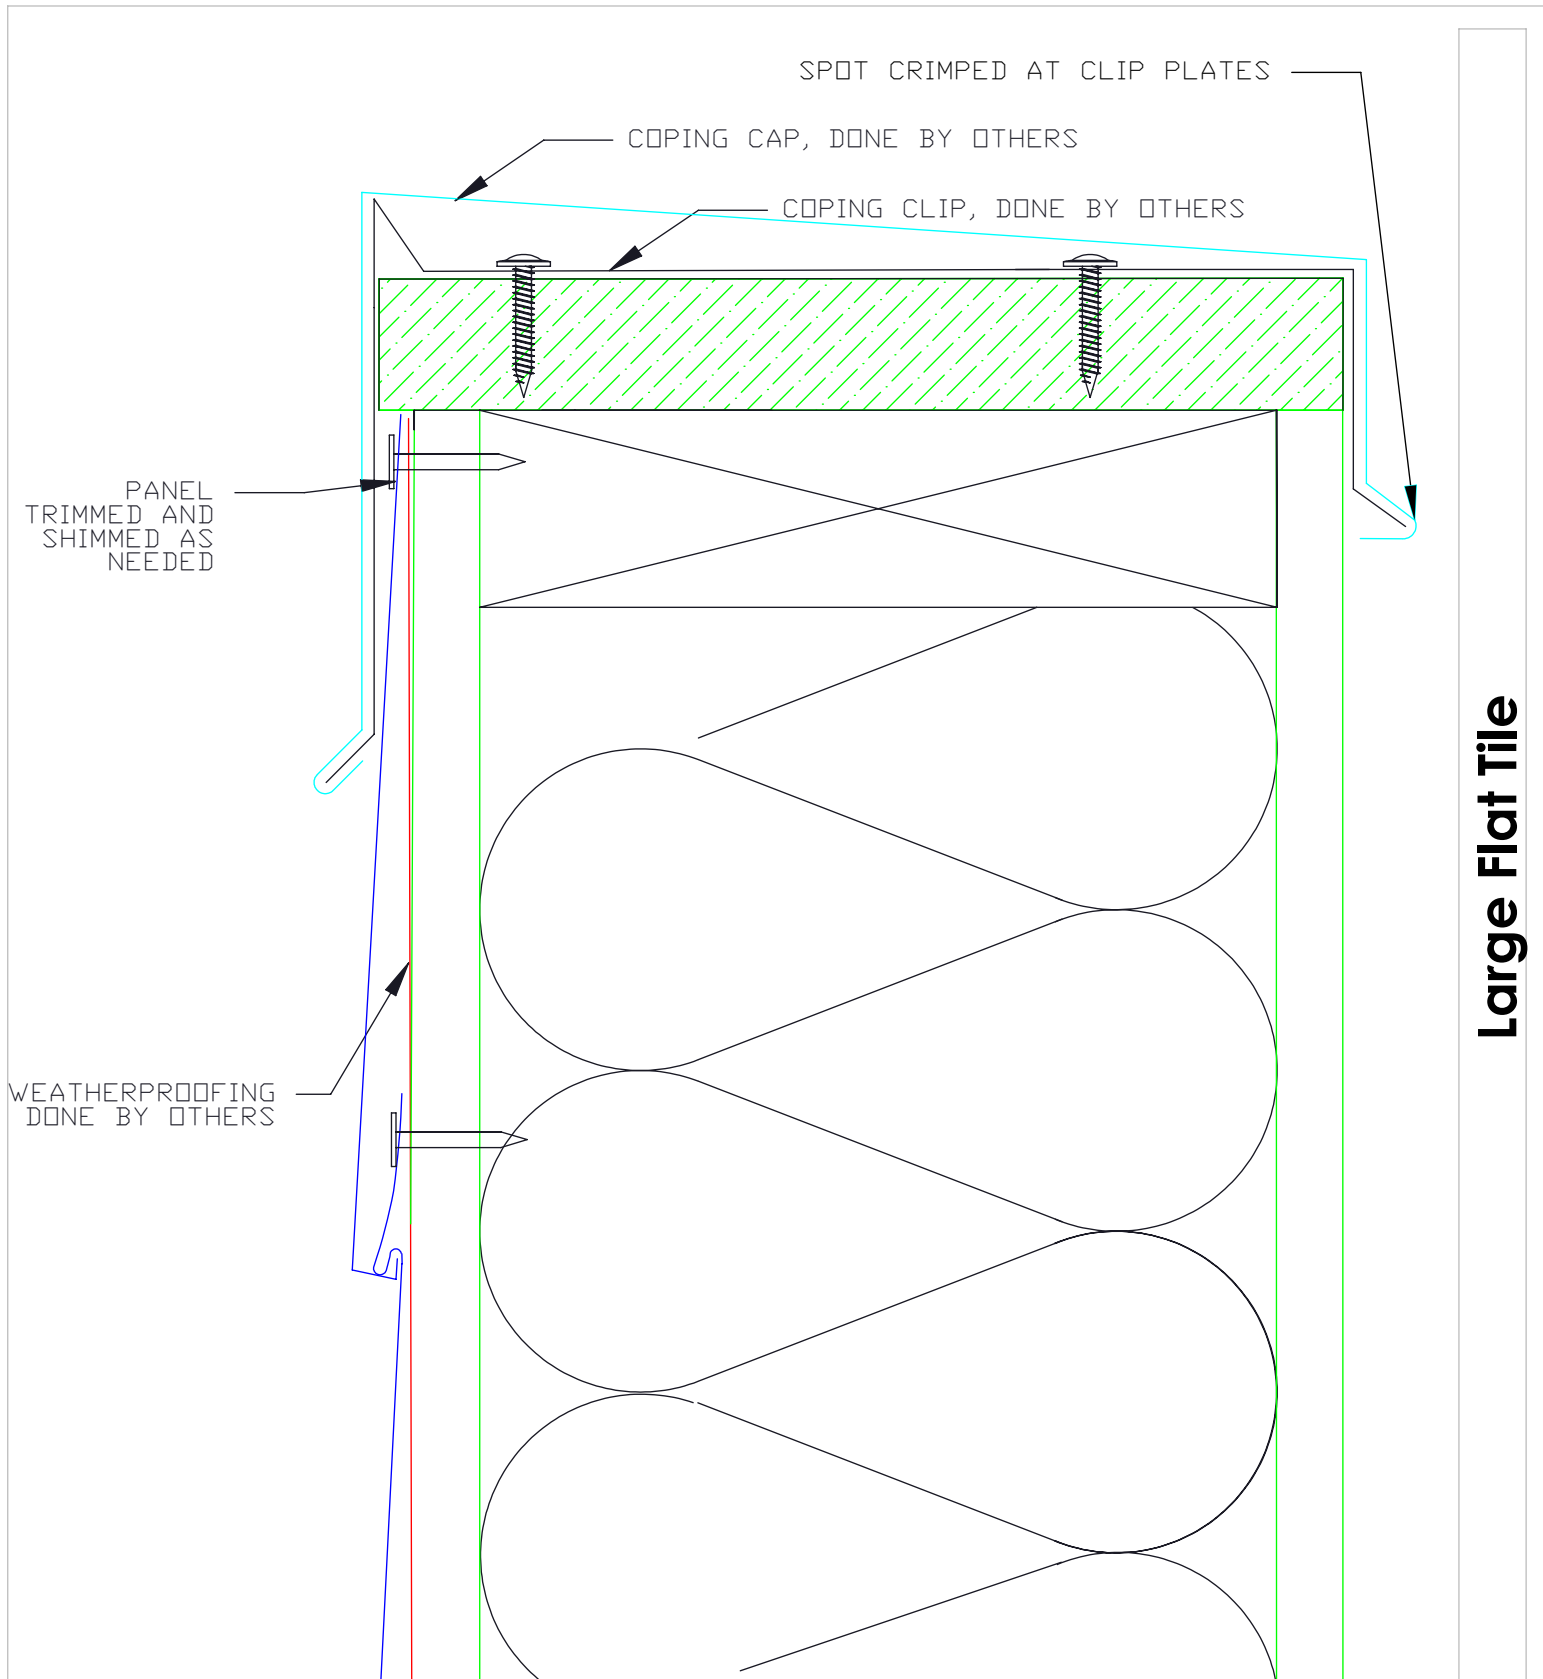 SPOT CRIMPED AT CLIP PLATES
COPING CAP, DONE BY OTHERS
COPING CLIP, DONE BY OTHERS
PANEL
TRIMMED AND
SHIMMED AS
NEEDED
WEATHERPROOFING
DONE BY OTHERS
Large Flat Tile